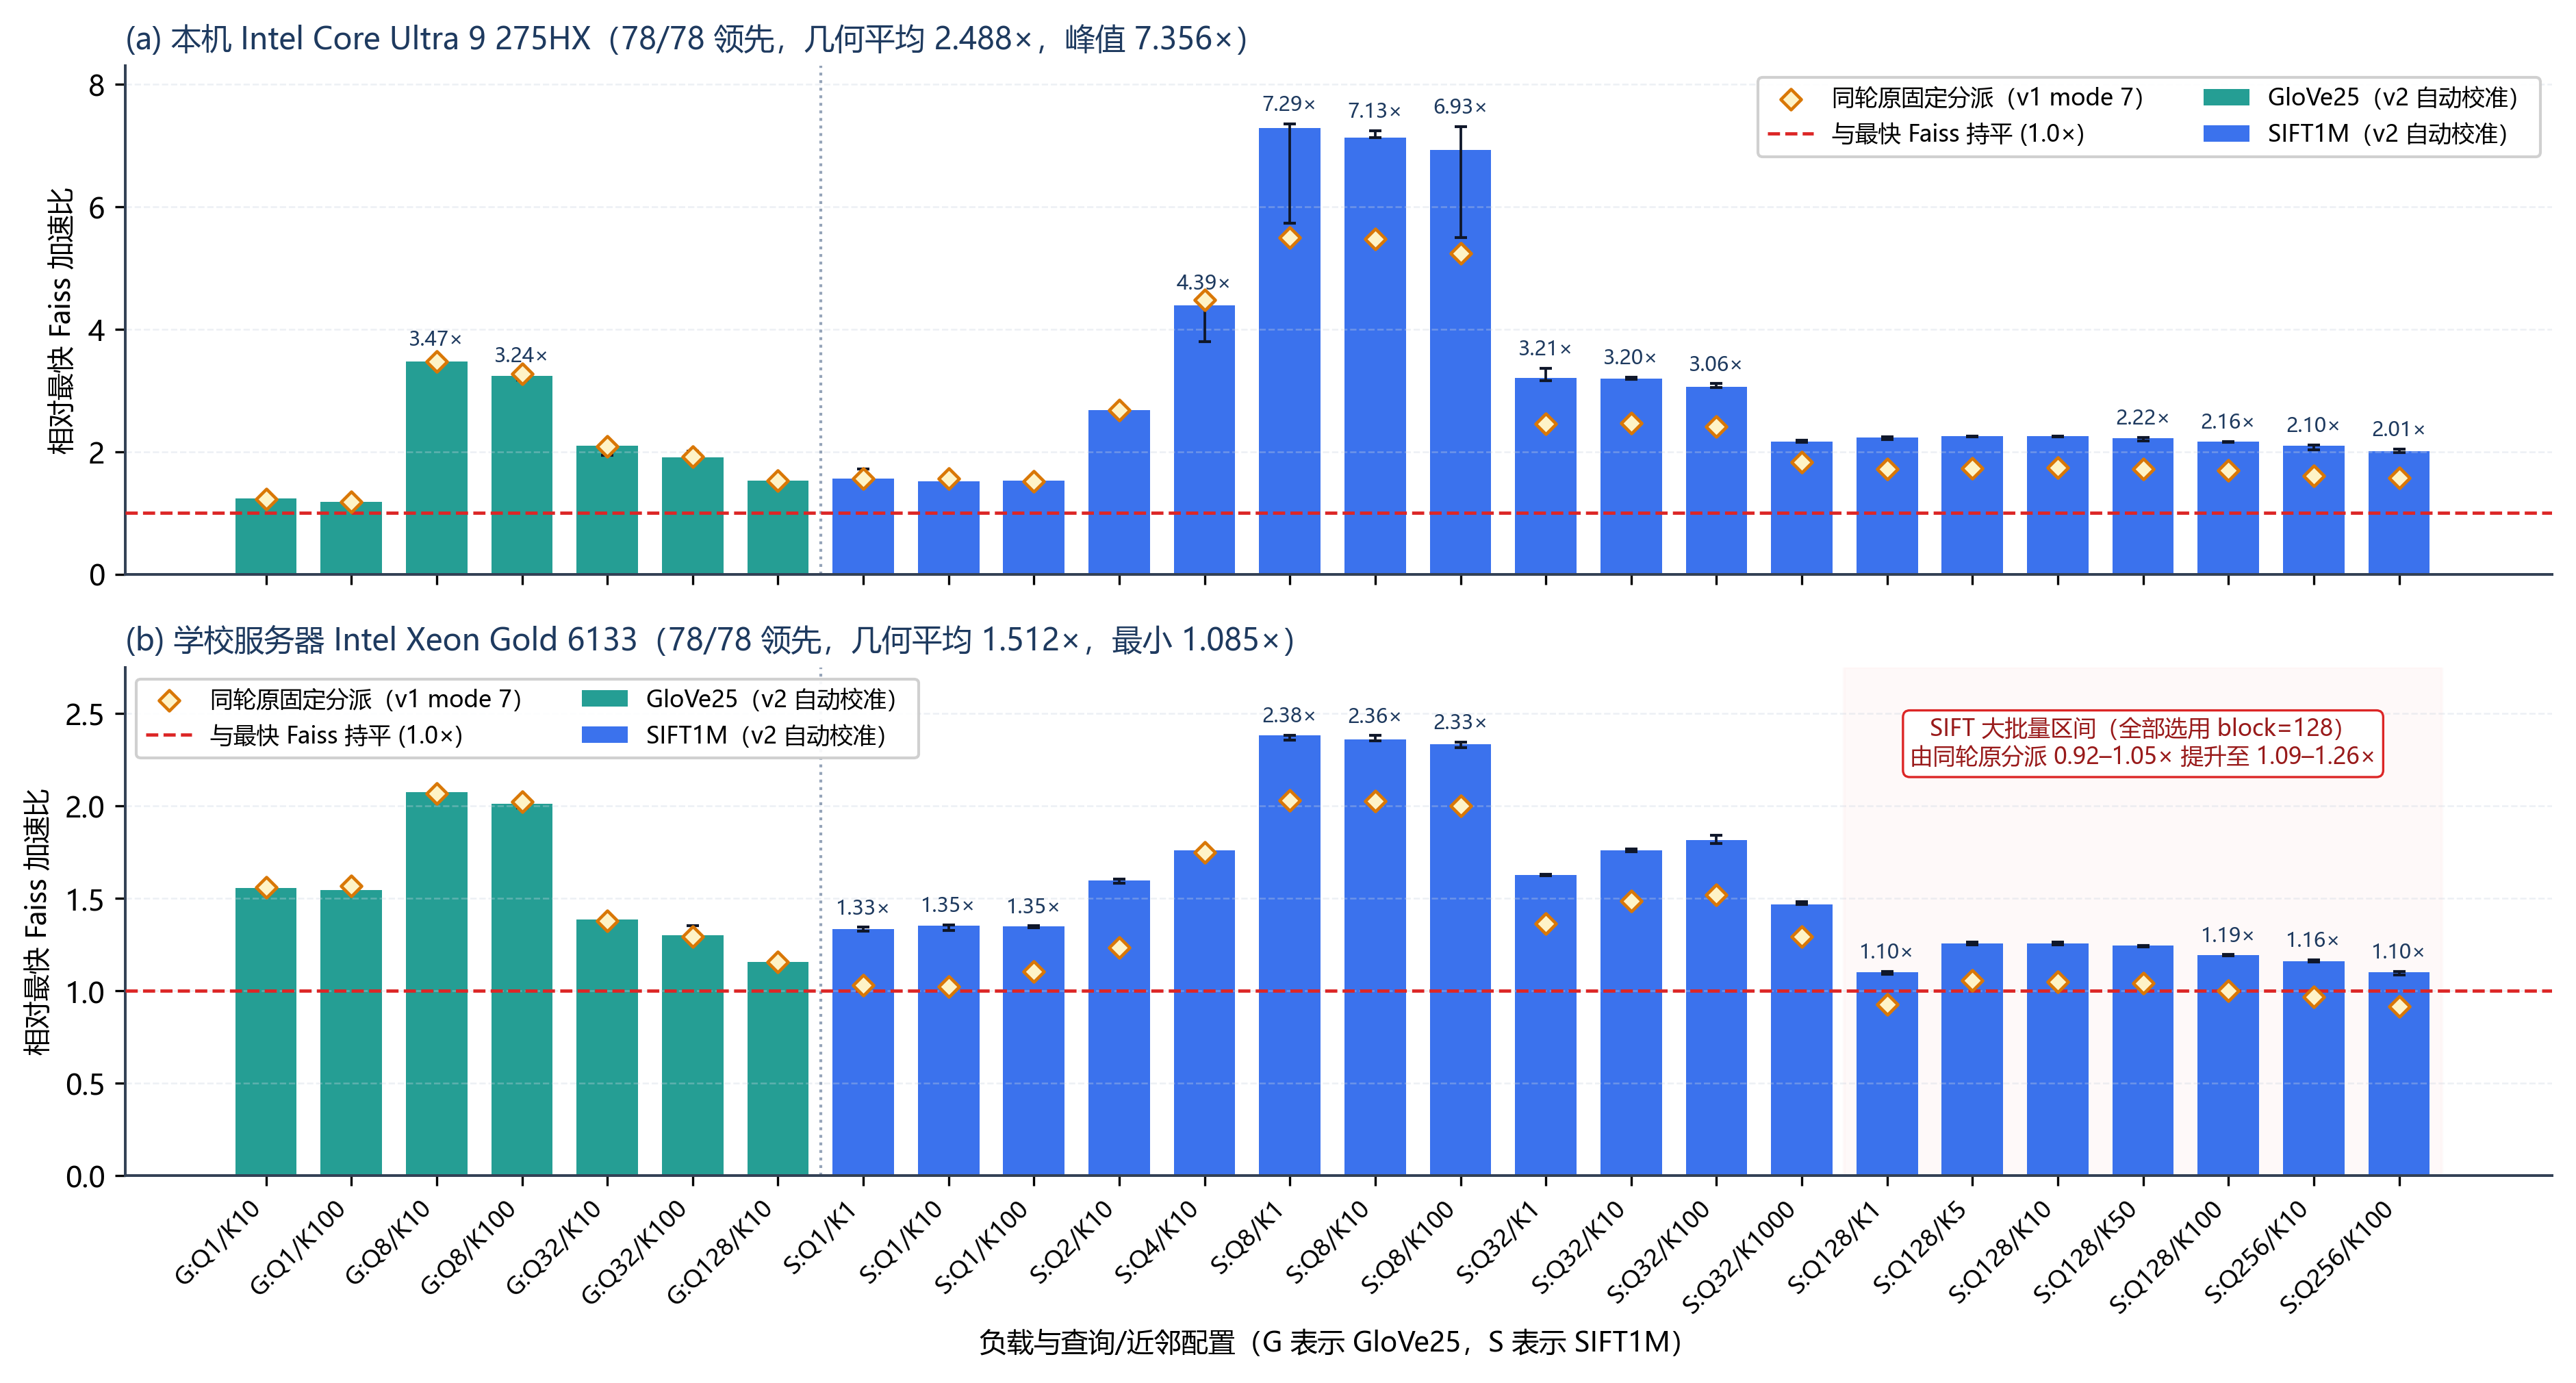 (a) 本机 Intel Core Ultra 9 275HX（78/78 领先，几何平均 2.488×，峰值 7.356×）
相对最快 Faiss 加速比
8
6
4
2
0
同轮原固定分派（v1 mode 7）
与最快 Faiss 持平 (1.0×)
GloVe25（v2 自动校准）
SIFT1M（v2 自动校准）
3.47×
3.24×
4.39×
7.29×
7.13×
6.93×
3.21×
3.20×
3.06×
2.22×
2.16×
2.10×
2.01×
(b) 学校服务器 Intel Xeon Gold 6133（78/78 领先，几何平均 1.512×，最小 1.085×）
相对最快 Faiss 加速比
2.5
2.0
1.5
1.0
0.5
0.0
同轮原固定分派（v1 mode 7）
与最快 Faiss 持平 (1.0×)
GloVe25（v2 自动校准）
SIFT1M（v2 自动校准）
SIFT 大批量区间（全部选用 block=128）
由同轮原分派 0.92–1.05× 提升至 1.09–1.26×
1.33×
1.35×
1.35×
2.38×
2.36×
2.33×
1.10×
1.19×
1.16×
1.10×
G:Q1/K10
G:Q1/K100
G:Q8/K10
G:Q8/K100
G:Q32/K10
G:Q32/K100
G:Q128/K10
S:Q1/K1
S:Q1/K10
S:Q1/K100
S:Q2/K10
S:Q4/K10
S:Q8/K1
S:Q8/K10
S:Q8/K100
S:Q32/K1
S:Q32/K10
S:Q32/K100
S:Q32/K1000
S:Q128/K1
S:Q128/K5
S:Q128/K10
S:Q128/K50
S:Q128/K100
S:Q256/K10
S:Q256/K100
负载与查询/近邻配置（G 表示 GloVe25，S 表示 SIFT1M）